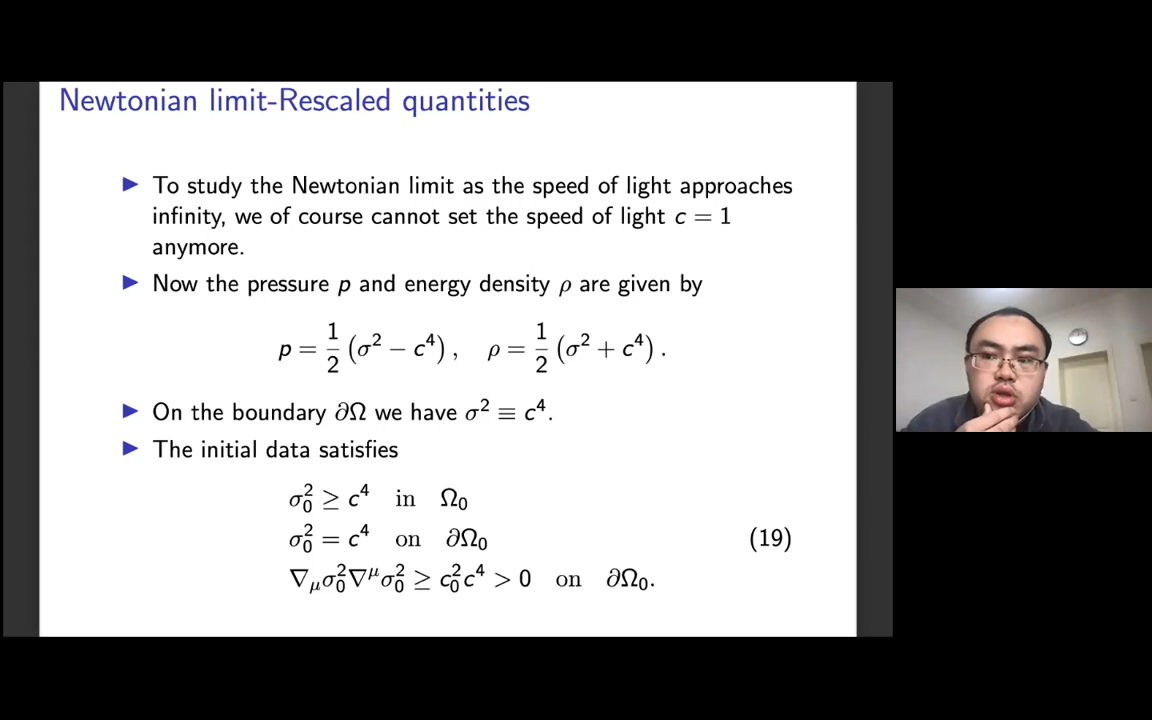 Newtonian limit-Rescaled quantities
▶ To study the Newtonian limit as the speed of light approaches
infinity, we of course cannot set the speed of light c = 1
anymore.
▶ Now the pressure p and energy density ρ are given by
p = 1/2 (σ² − c⁴), ρ = 1/2 (σ² + c⁴).
▶ On the boundary ∂Ω we have σ² ≡ c⁴.
▶ The initial data satisfies
σ₀² ≥ c⁴ in Ω₀
σ₀² = c⁴ on ∂Ω₀ (19)
∇_μσ₀²∇^μσ₀² ≥ c₀²c⁴ > 0 on ∂Ω₀.